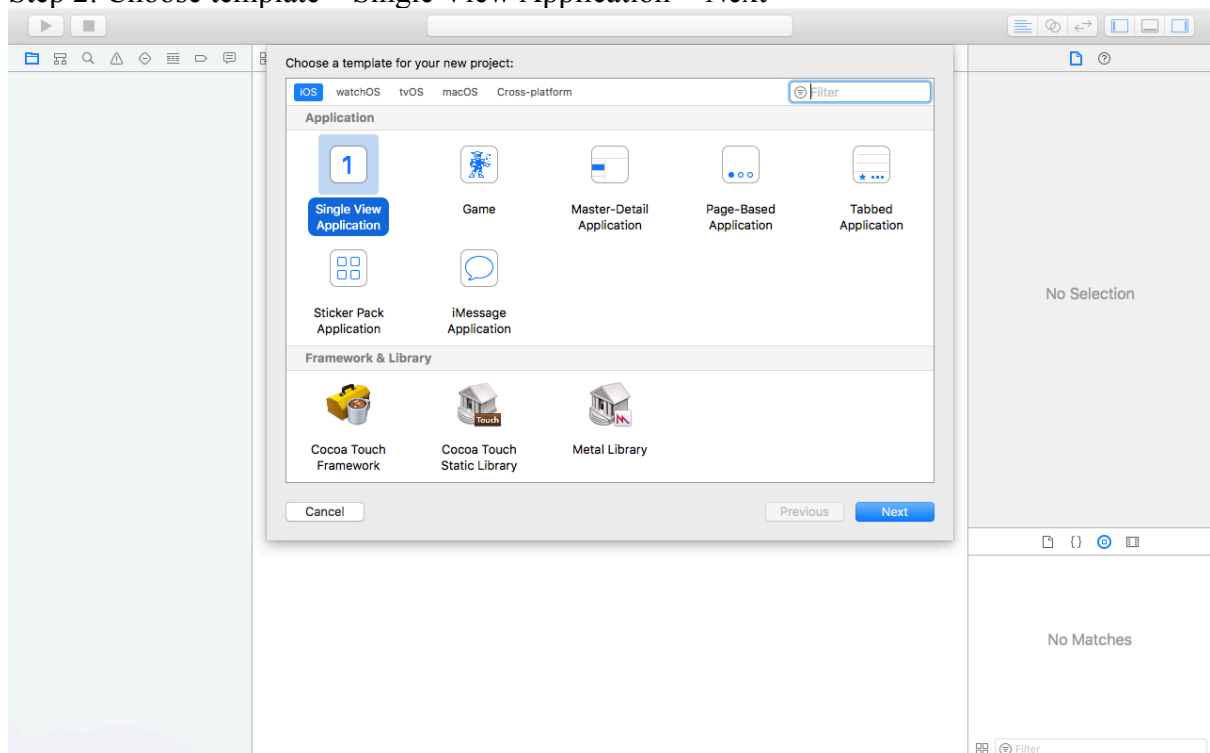 Step 2: Choose template – Single View Application – Next
Choose a template for your new project:
iOS watchOS tvOS macOS Cross-platform
Filter
Application
1
Single View Application
Game
Master-Detail Application
Page-Based Application
Tabbed Application
Sticker Pack Application
iMessage Application
Framework & Library
Touch
Cocoa Touch Framework
Cocoa Touch Static Library
Metal Library
Cancel
Previous
Next
No Selection
{}
No Matches
Filter